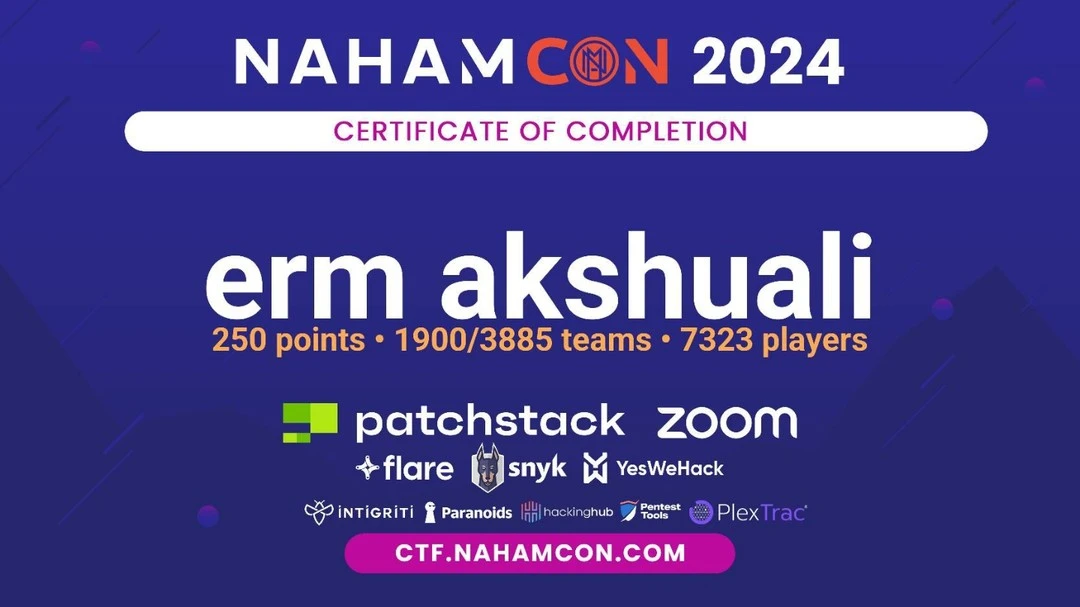 NAHAMCON 2024
CERTIFICATE OF COMPLETION
erm akshuali
250 points • 1900/3885 teams • 7323 players
patchstack zoom
flare snyk YesWeHack
iNTiGRiTi Paranoids hackinghub Pentest Tools PlexTrac
CTF.NAHAMCON.COM